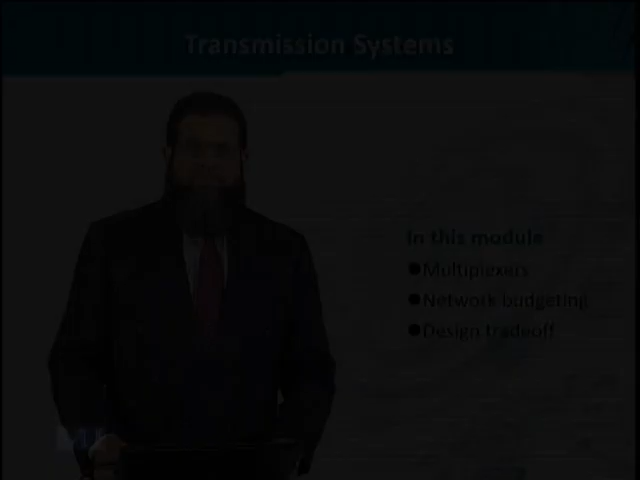 Transmission Systems
In this module
●Multiplexers
●Network budgeting
●Design tradeoff